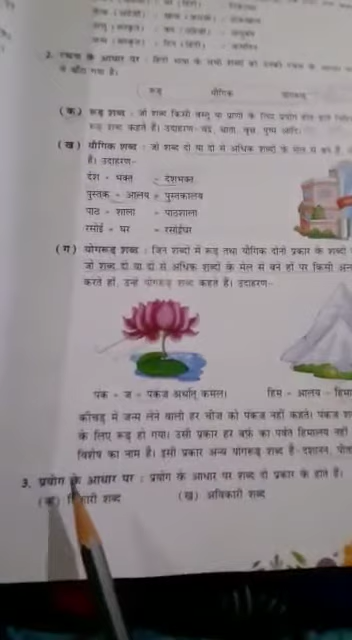 2. रचना के आधार पर : हिंदी भाषा के सभी शब्दों को उनकी रचना के आधार
में बाँटा गया है।
रूढ़ यौगिक योगरूढ़
(क) रूढ़ शब्द : जो शब्द किसी वस्तु या प्राणी के लिए प्रयोग होते
रूढ़ शब्द कहते हैं। उदाहरण- पुष्प आदि।
(ख) यौगिक शब्द : जो शब्द दो या दो से अधिक शब्दों के मेल से बने हैं,
हैं। उदाहरण-
देश + भक्त = देशभक्त
पुस्तक + आलय = पुस्तकालय
पाठ + शाला = पाठशाला
रसोई + घर = रसोईघर
(ग) योगरूढ़ शब्द : जिन शब्दों में रूढ़ तथा यौगिक दोनों प्रकार के शब्दों
जो शब्द दो या दो से अधिक शब्दों के मेल से बने हों पर किसी अन्य
करते हों, उन्हें योगरूढ़ शब्द कहते हैं। उदाहरण-
पंक + ज = पंकज अर्थात् कमल। हिम + आलय =
कीचड़ में जन्म लेने वाली हर चीज को पंकज नहीं कहते। पंकज
के लिए रूढ़ हो गया। उसी प्रकार हर बर्फ़ का पर्वत हिमालय नहीं
विशेष का नाम है। इसी प्रकार अन्य योगरूढ़ शब्द हैं-दशानन,
3. प्रयोग के आधार पर : प्रयोग के आधार पर शब्द दो प्रकार के होते हैं।
(क) विकारी शब्द (ख) अविकारी शब्द